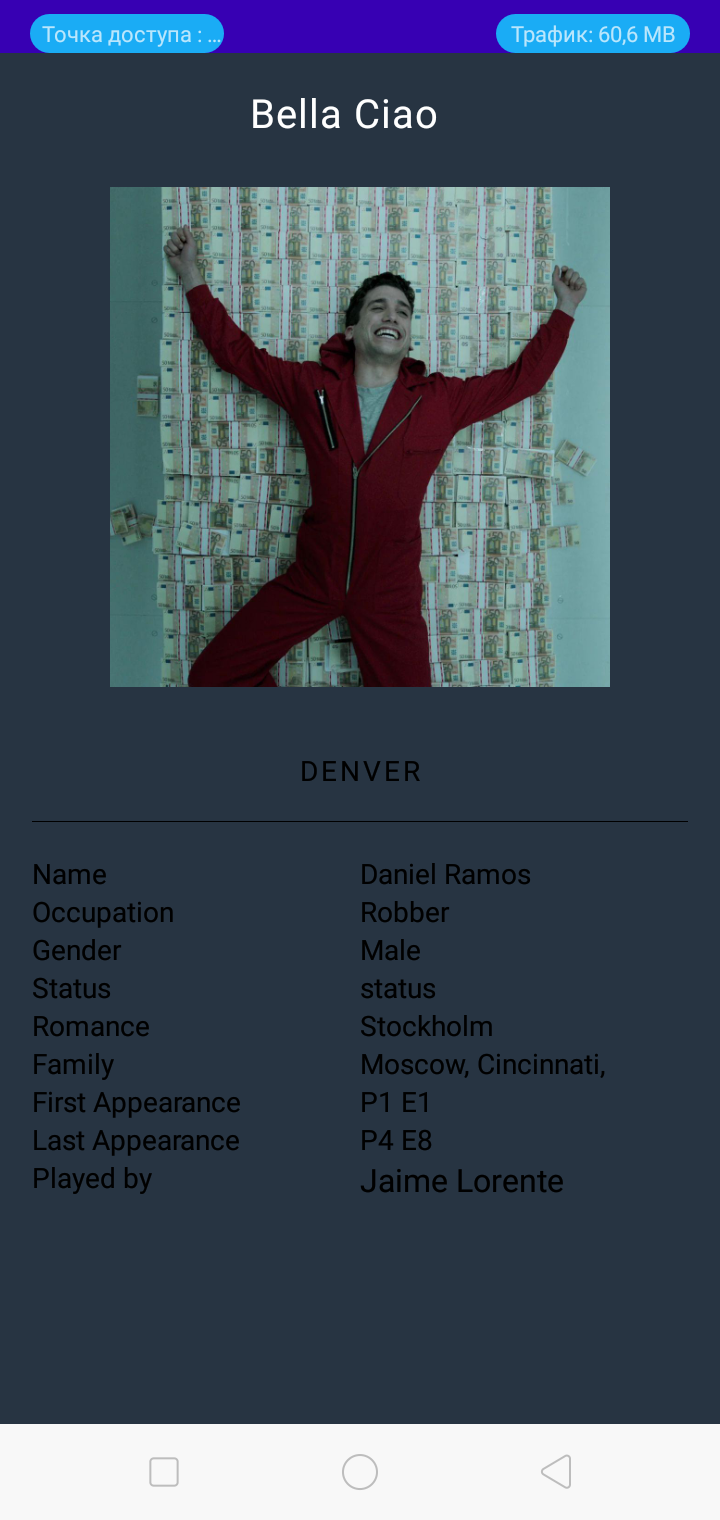 Точка доступа : ...
Трафик: 60,6 MB
Bella Ciao
DENVER
Name Daniel Ramos
Occupation Robber
Gender Male
Status status
Romance Stockholm
Family Moscow, Cincinnati,
First Appearance P1 E1
Last Appearance P4 E8
Played by Jaime Lorente